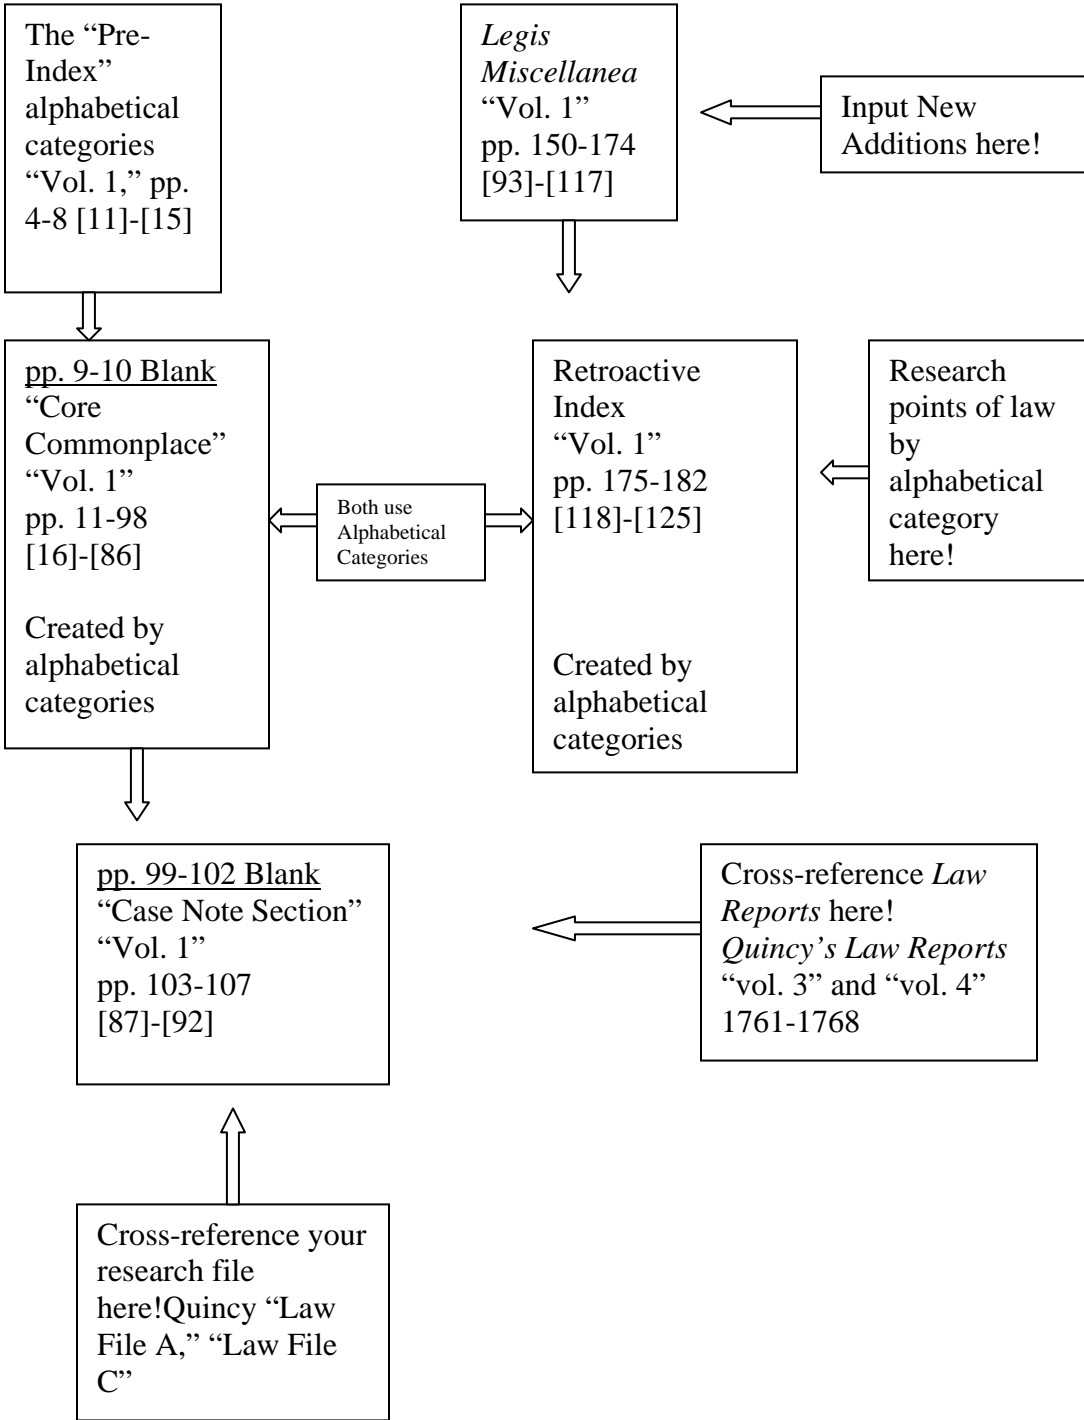 The “Pre-
Index”
alphabetical
categories
“Vol. 1,” pp.
4-8 [11]-[15]
Legis
Miscellanea
“Vol. 1”
pp. 150-174
[93]-[117]
Input New
Additions here!
pp. 9-10 Blank
“Core
Commonplace”
“Vol. 1”
pp. 11-98
[16]-[86]
Created by
alphabetical
categories
Both use
Alphabetical
Categories
Retroactive
Index
“Vol. 1”
pp. 175-182
[118]-[125]
Created by
alphabetical
categories
Research
points of law
by
alphabetical
category
here!
pp. 99-102 Blank
“Case Note Section”
“Vol. 1”
pp. 103-107
[87]-[92]
Cross-reference Law
Reports here!
Quincy’s Law Reports
“vol. 3” and “vol. 4”
1761-1768
Cross-reference your
research file
here!Quincy “Law
File A,” “Law File
C”